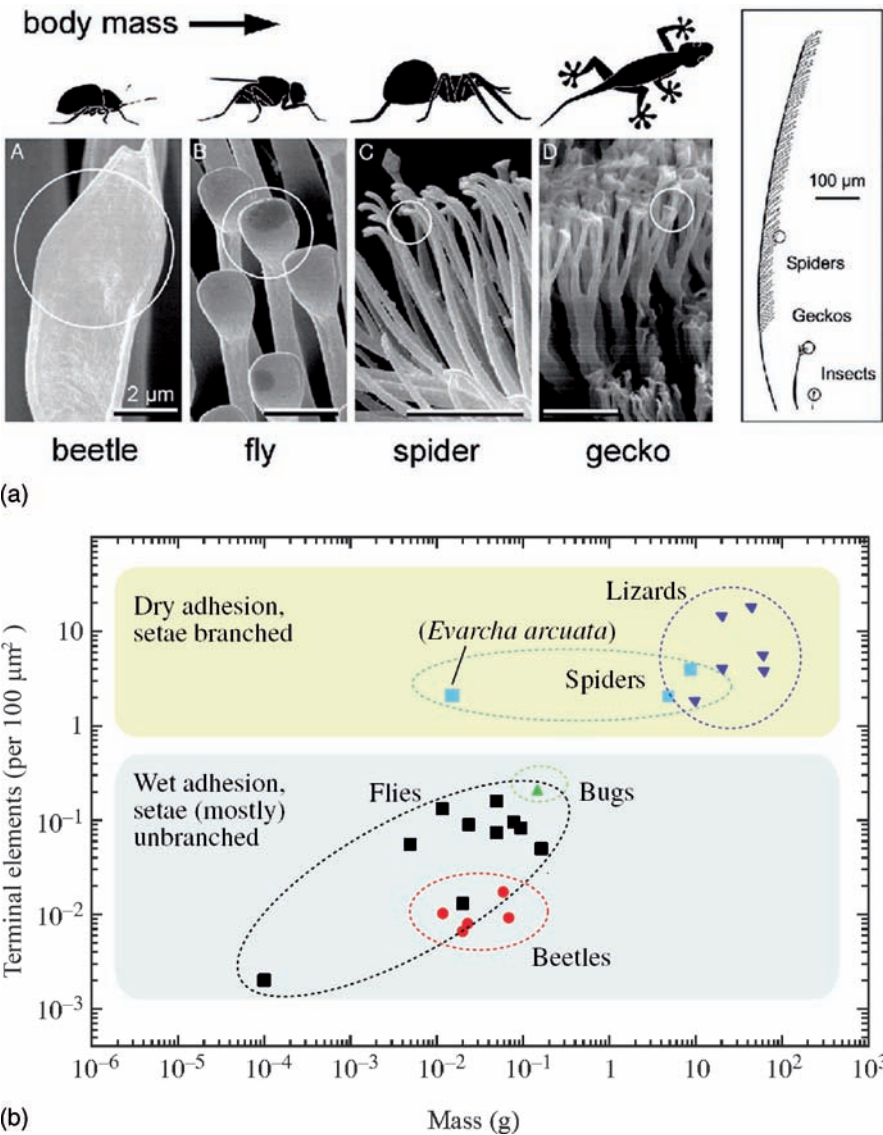 body mass
A
B
C
D
2 μm
beetle
fly
spider
gecko
100 μm
Spiders
Geckos
Insects
(a)
Dry adhesion,
setae branched
Lizards
(Evarcha arcuata)
Spiders
Wet adhesion,
setae (mostly)
unbranched
Flies
Bugs
Beetles
Terminal elements (per 100 μm²)
10
1
10⁻¹
10⁻²
10⁻³
10⁻⁶
10⁻⁵
10⁻⁴
10⁻³
10⁻²
10⁻¹
1
10
10²
10³
Mass (g)
(b)